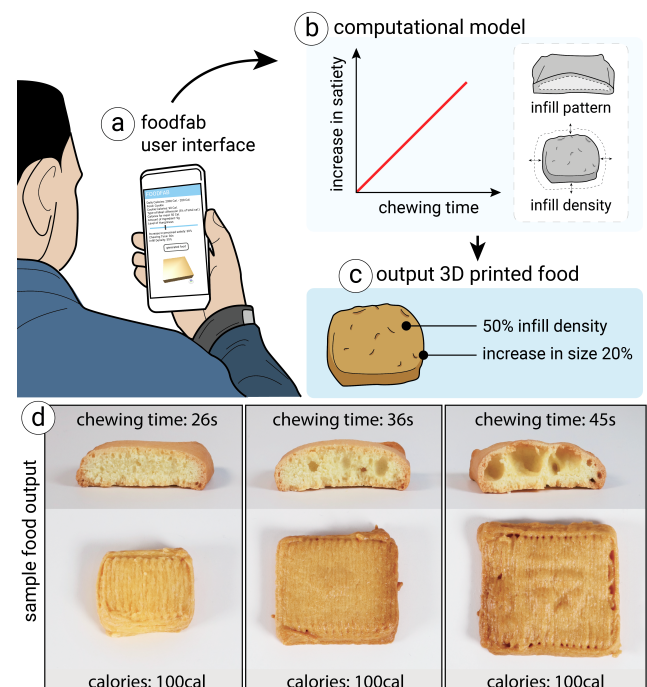 b computational model
increase in satiety
chewing time
infill pattern
infill density
a foodfab
user interface
c output 3D printed food
50% infill density
increase in size 20%
d
sample food output
chewing time: 26s
chewing time: 36s
chewing time: 45s
calories: 100cal
calories: 100cal
calories: 100cal